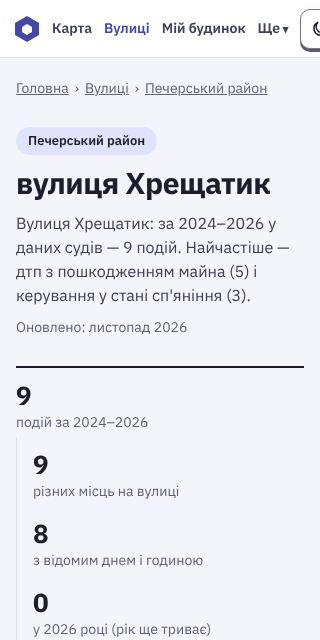 Карта Вулиці Мій будинок Ще ▾
Головна › Вулиці › Печерський район
Печерський район
вулиця Хрещатик
Вулиця Хрещатик: за 2024–2026 у
даних судів — 9 подій. Найчастіше —
дтп з пошкодженням майна (5) і
керування у стані сп'яніння (3).
Оновлено: листопад 2026
9
подій за 2024–2026
9
різних місць на вулиці
8
з відомим днем і годиною
0
у 2026 році (рік ще триває)